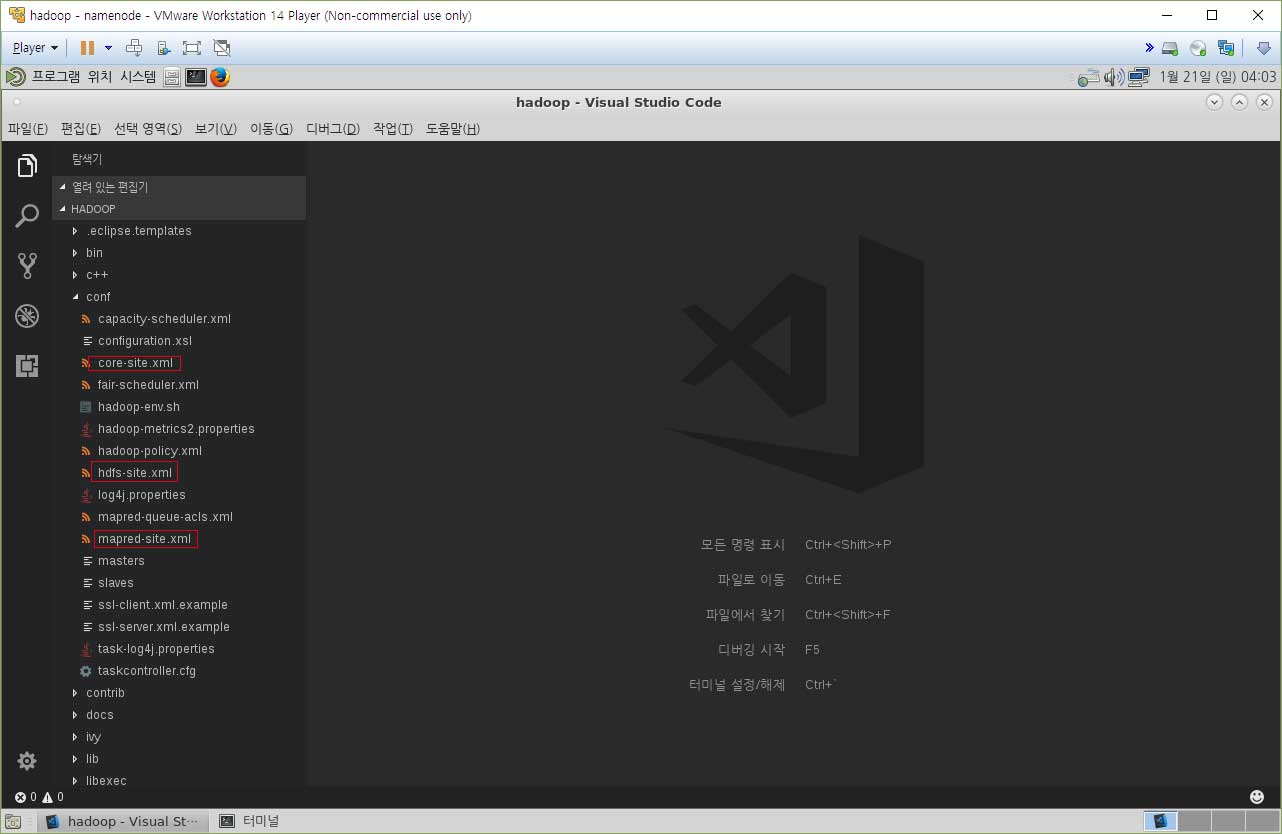 hadoop - namenode - VMware Workstation 14 Player (Non-commercial use only)
Player
프로그램 위치 시스템
1월 21일 (일) 04:03
hadoop - Visual Studio Code
파일(F) 편집(E) 선택 영역(S) 보기(V) 이동(G) 디버그(D) 작업(T) 도움말(H)
탐색기
열려 있는 편집기
HADOOP
.eclipse.templates
bin
c++
conf
capacity-scheduler.xml
configuration.xsl
core-site.xml
fair-scheduler.xml
hadoop-env.sh
hadoop-metrics2.properties
hadoop-policy.xml
hdfs-site.xml
log4j.properties
mapred-queue-acls.xml
mapred-site.xml
masters
slaves
ssl-client.xml.example
ssl-server.xml.example
task-log4j.properties
taskcontroller.cfg
contrib
docs
ivy
lib
libexec
모든 명령 표시 Ctrl+<Shift>+P
파일로 이동 Ctrl+E
파일에서 찾기 Ctrl+<Shift>+F
디버깅 시작 F5
터미널 설정/해제 Ctrl+`
0 0
hadoop - Visual St··· 터미널